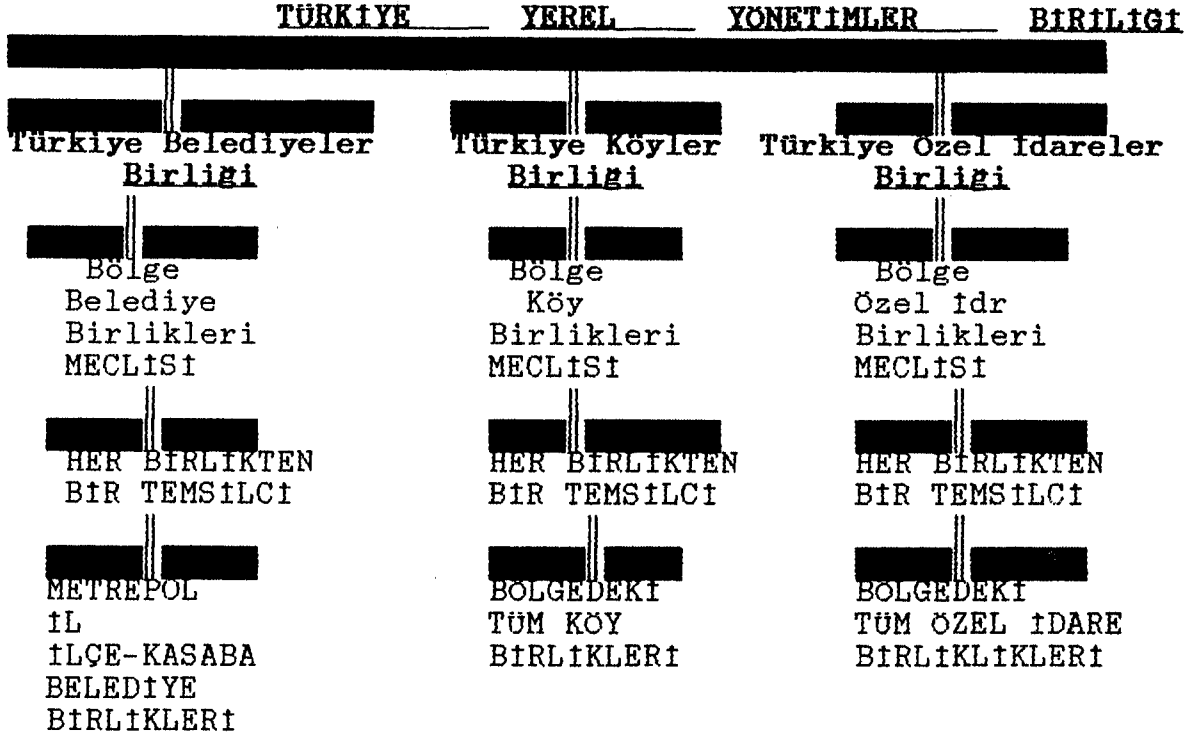 TÜRKİYE YEREL YÖNETİMLER BİRİLİĞİ
Türkiye Belediyeler
Birliği
Türkiye Köyler
Birliği
Türkiye Özel İdareler
Birliği
Bölge
Belediye
Birlikleri
MECLİSİ
Bölge
Köy
Birlikleri
MECLİSİ
Bölge
Özel İdr
Birlikleri
MECLİSİ
HER BİRLİKTEN
BİR TEMSİLCİ
HER BİRLİKTEN
BİR TEMSİLCİ
HER BİRLİKTEN
BİR TEMSİLCİ
METREPOL
İL
İLÇE-KASABA
BELEDİYE
BİRLİKLERİ
BÖLGEDEKİ
TÜM KÖY
BİRLİKLERİ
BÖLGEDEKİ
TÜM ÖZEL İDARE
BİRLİKLİKLERİ